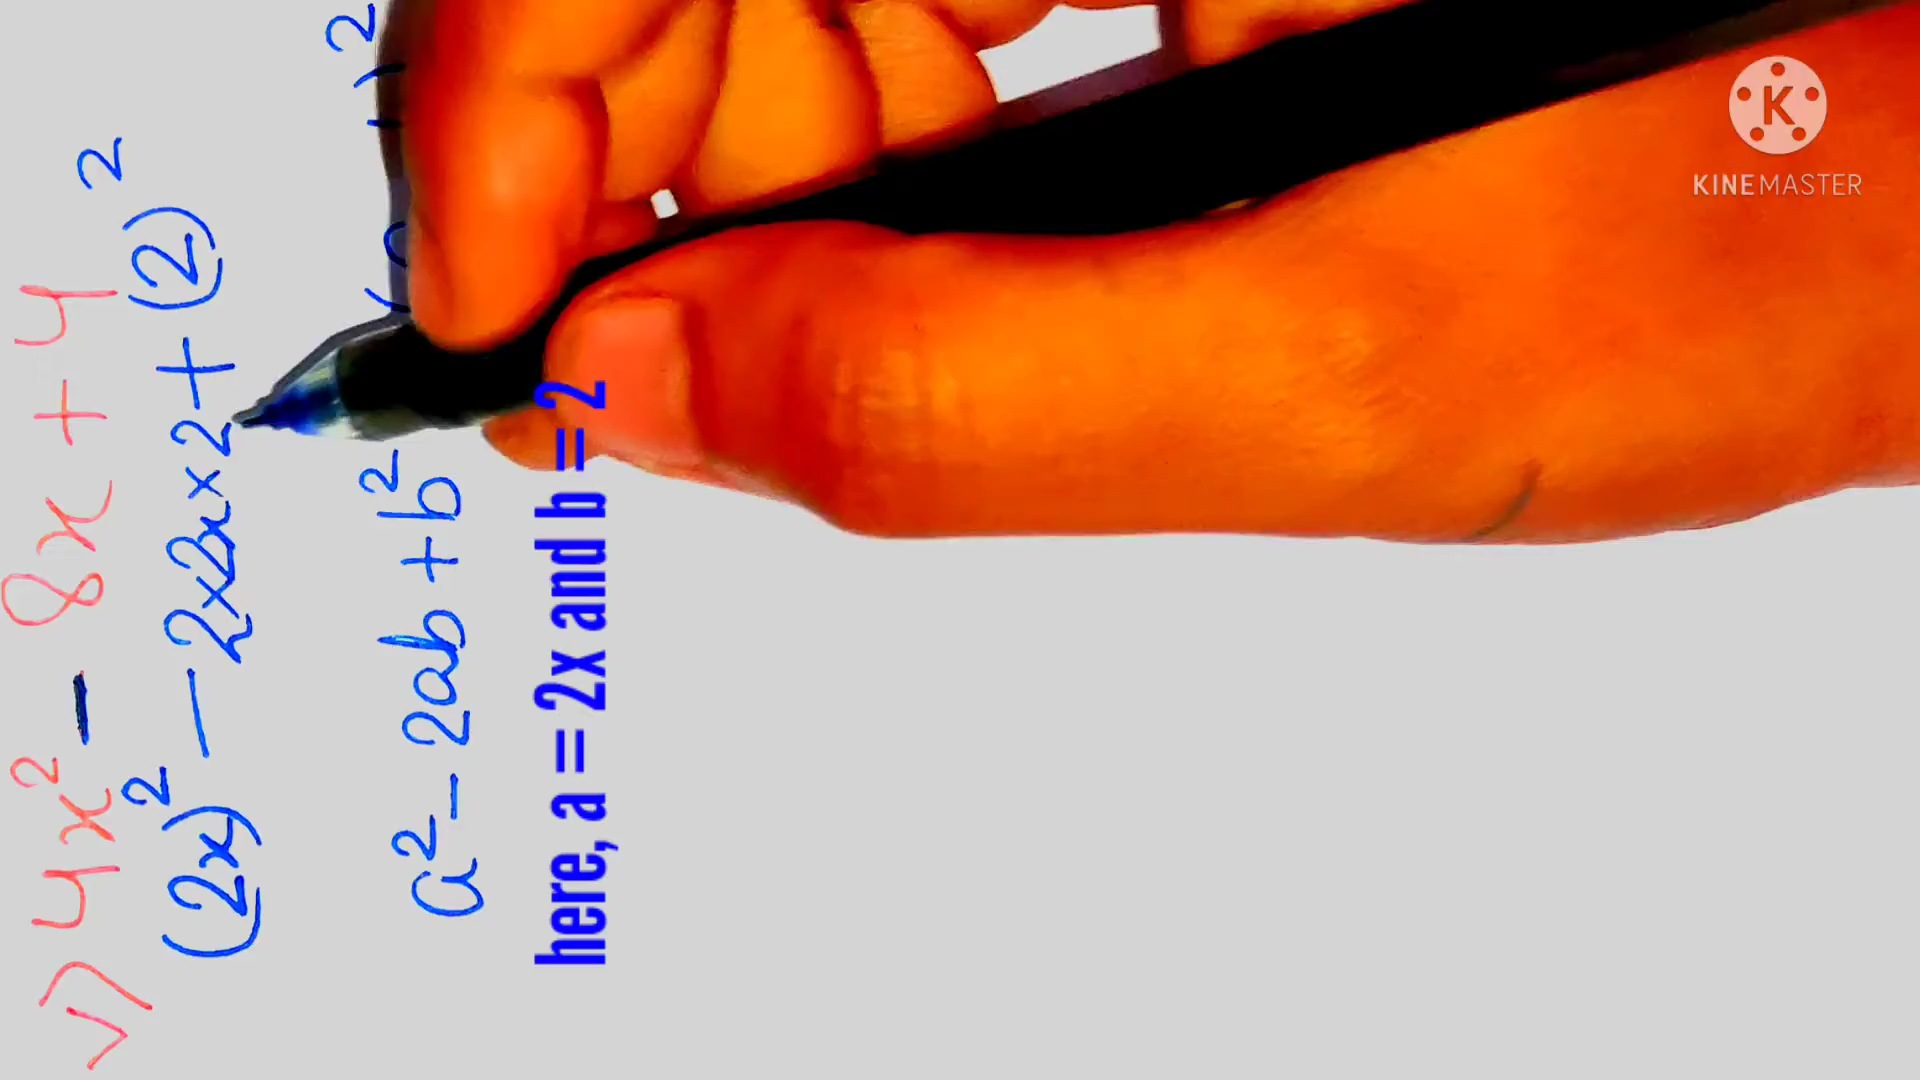 v) 4x² - 8x + 4
(2x)² - 2×2x×2 + (2)²
a² - 2ab + b²
here, a = 2x and b = 2
KINEMASTER